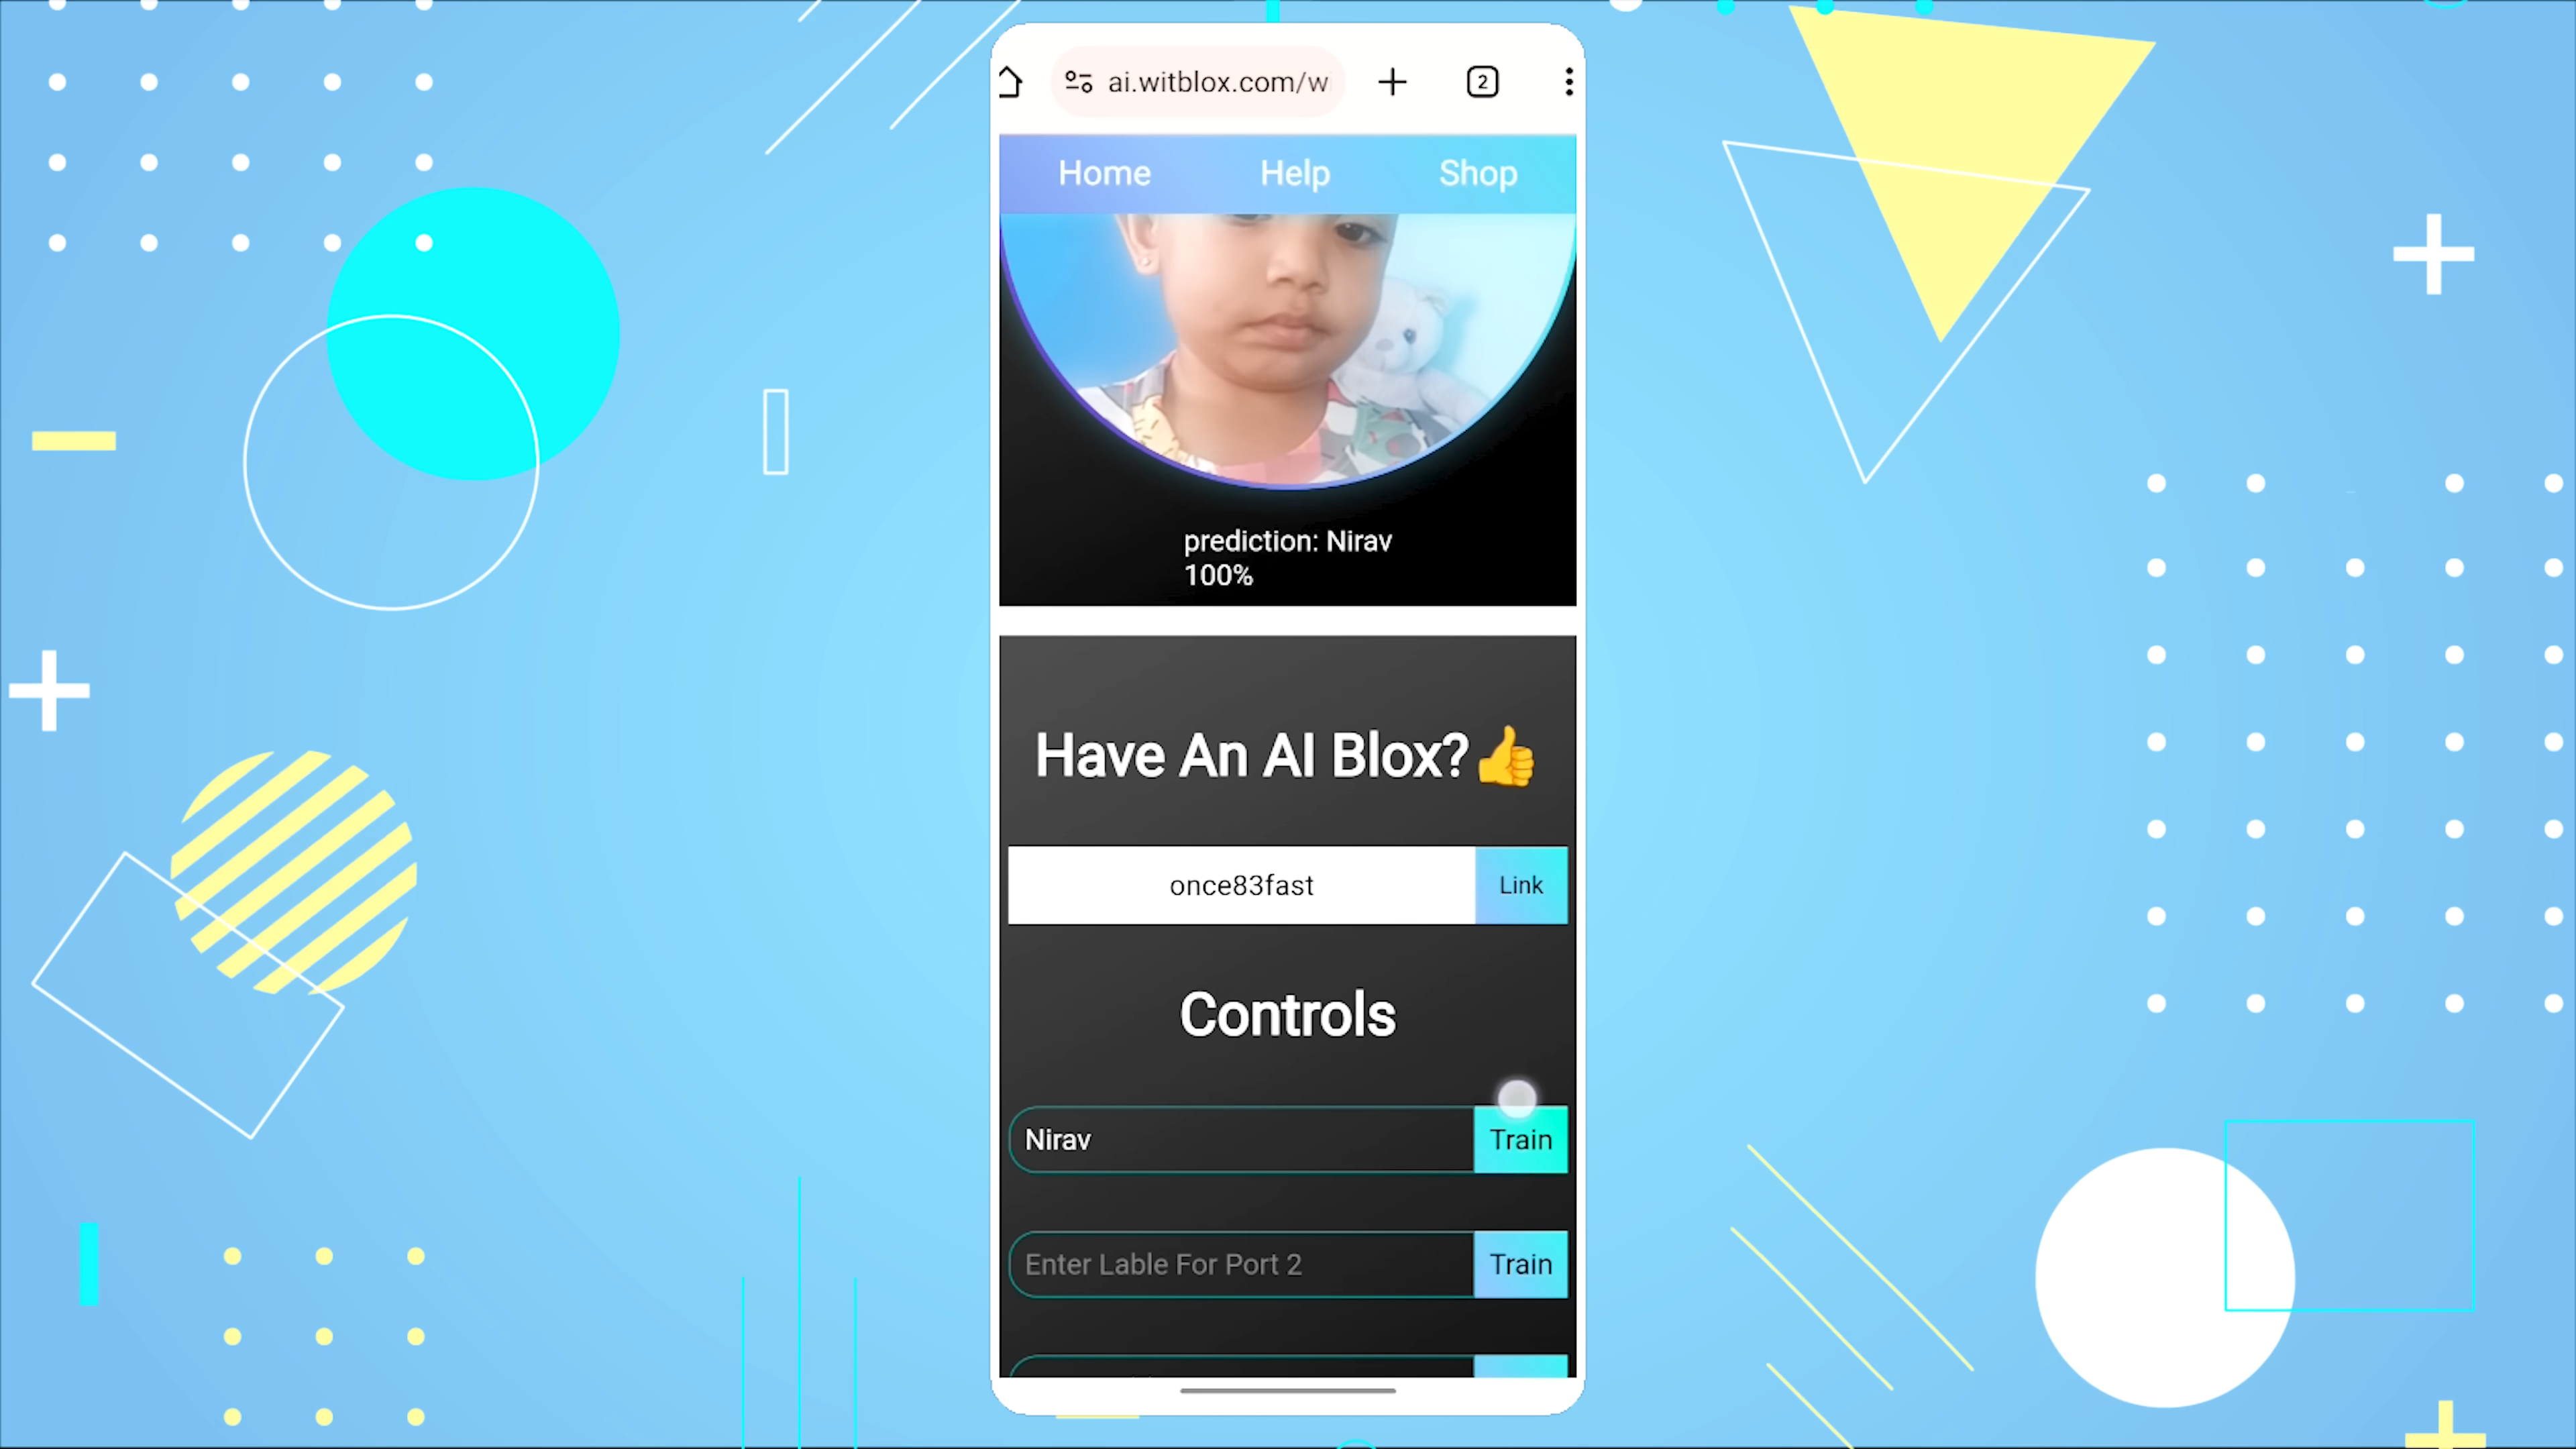 ai.witblox.com/w
2
Home Help Shop
prediction: Nirav
100%
Have An AI Blox?👍
once83fast Link
Controls
Nirav Train
Enter Lable For Port 2 Train